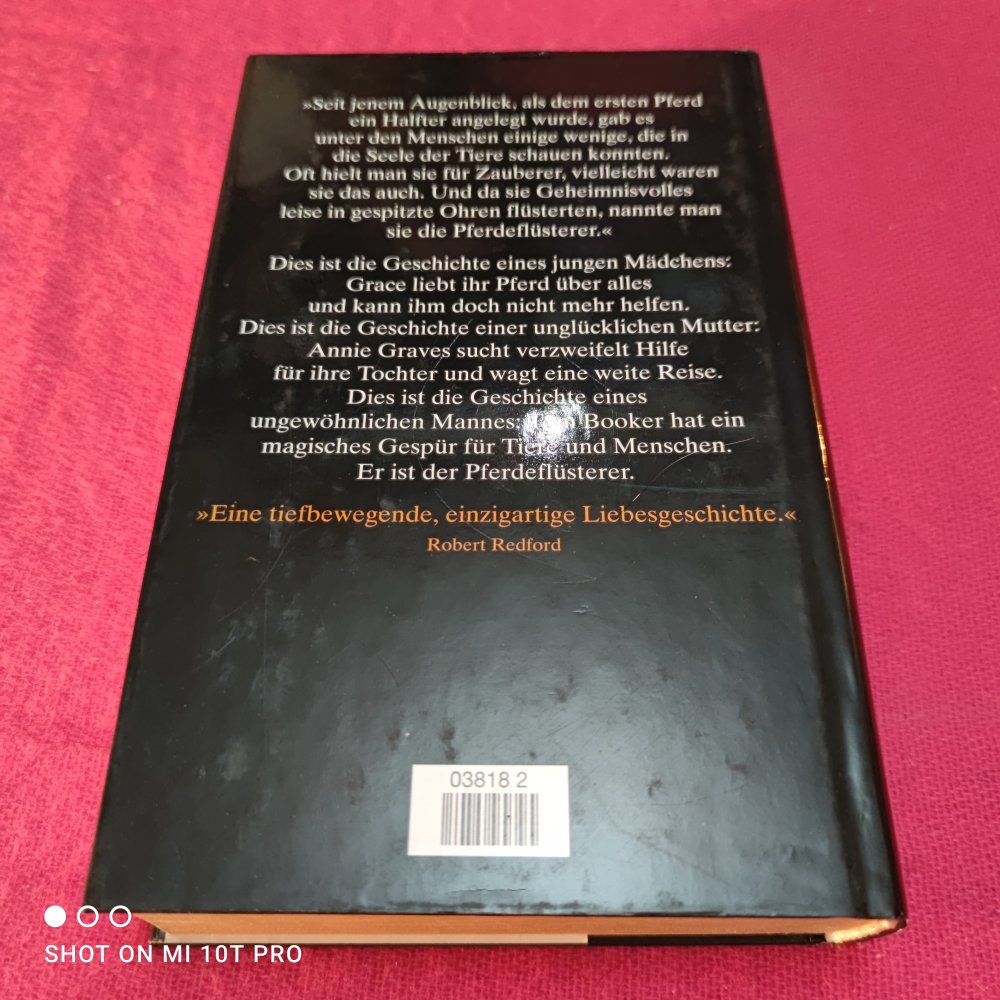 »Seit jenem Augenblick, als dem ersten Pferd
ein Halfter angelegt wurde, gab es
unter den Menschen einige wenige, die in
die Seele der Tiere schauen konnten.
Oft hielt man sie für Zauberer, vielleicht waren
sie das auch. Und da sie Geheimnisvolles
leise in gespitzte Ohren flüsterten, nannte man
sie die Pferdeflüsterer.«
Dies ist die Geschichte eines jungen Mädchens:
Grace liebt ihr Pferd über alles
und kann ihm doch nicht mehr helfen.
Dies ist die Geschichte einer unglücklichen Mutter:
Annie Graves sucht verzweifelt Hilfe
für ihre Tochter und wagt eine weite Reise.
Dies ist die Geschichte eines
ungewöhnlichen Mannes: Booker hat ein
magisches Gespür für Tiere und Menschen.
Er ist der Pferdeflüsterer.
»Eine tiefbewegende, einzigartige Liebesgeschichte.«
Robert Redford
03818 2
SHOT ON MI 10T PRO